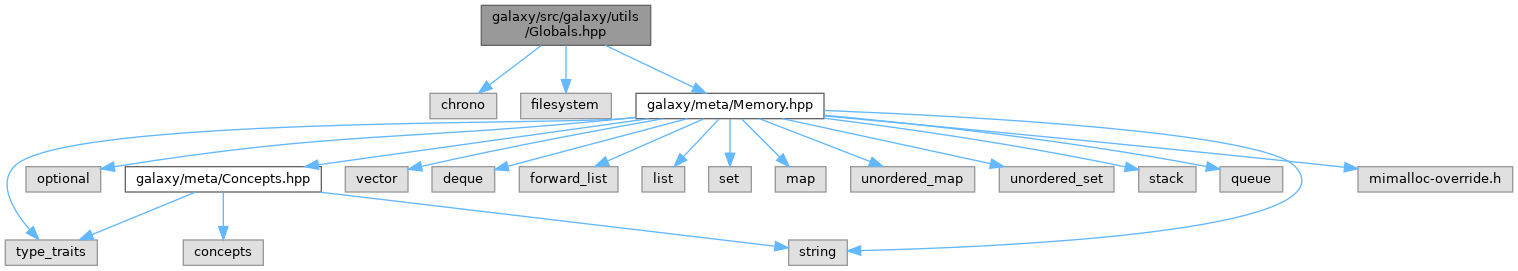 galaxy/src/galaxy/utils
/Globals.hpp
chrono
filesystem
galaxy/meta/Memory.hpp
optional
galaxy/meta/Concepts.hpp
vector
deque
forward_list
list
set
map
unordered_map
unordered_set
stack
queue
mimalloc-override.h
type_traits
concepts
string